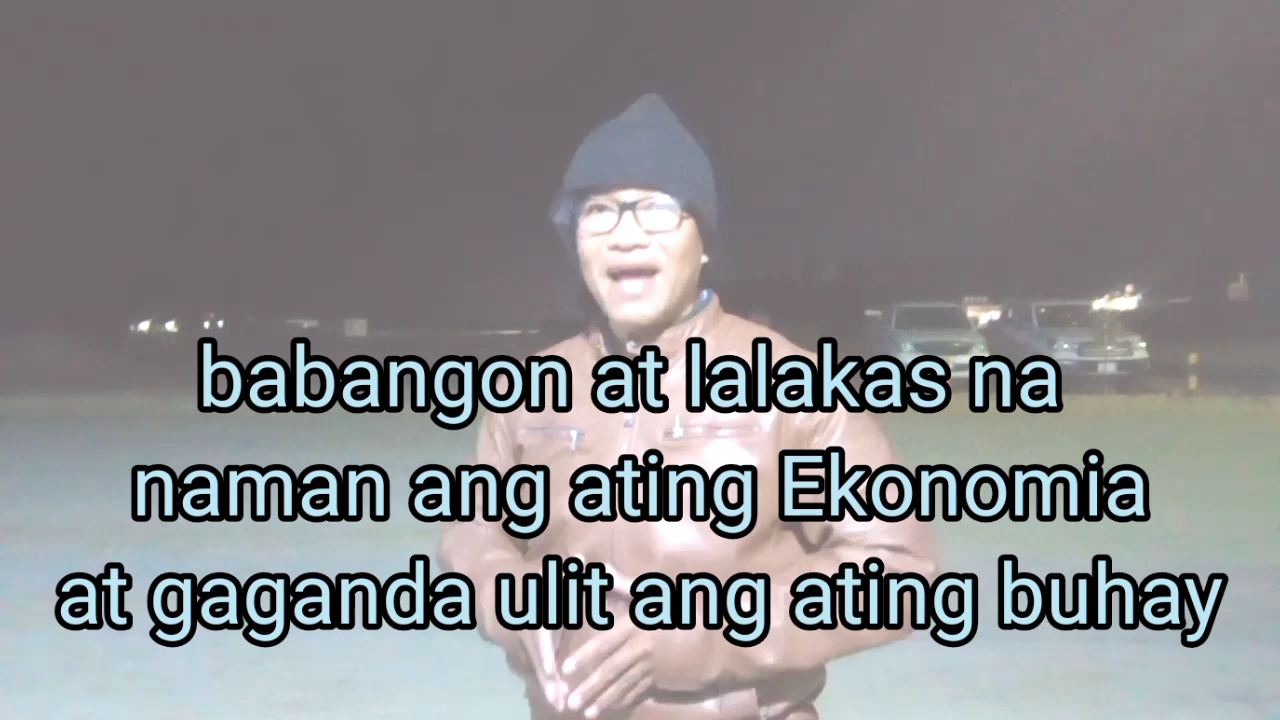 babangon at lalakas na
naman ang ating Ekonomia
at gaganda ulit ang ating buhay